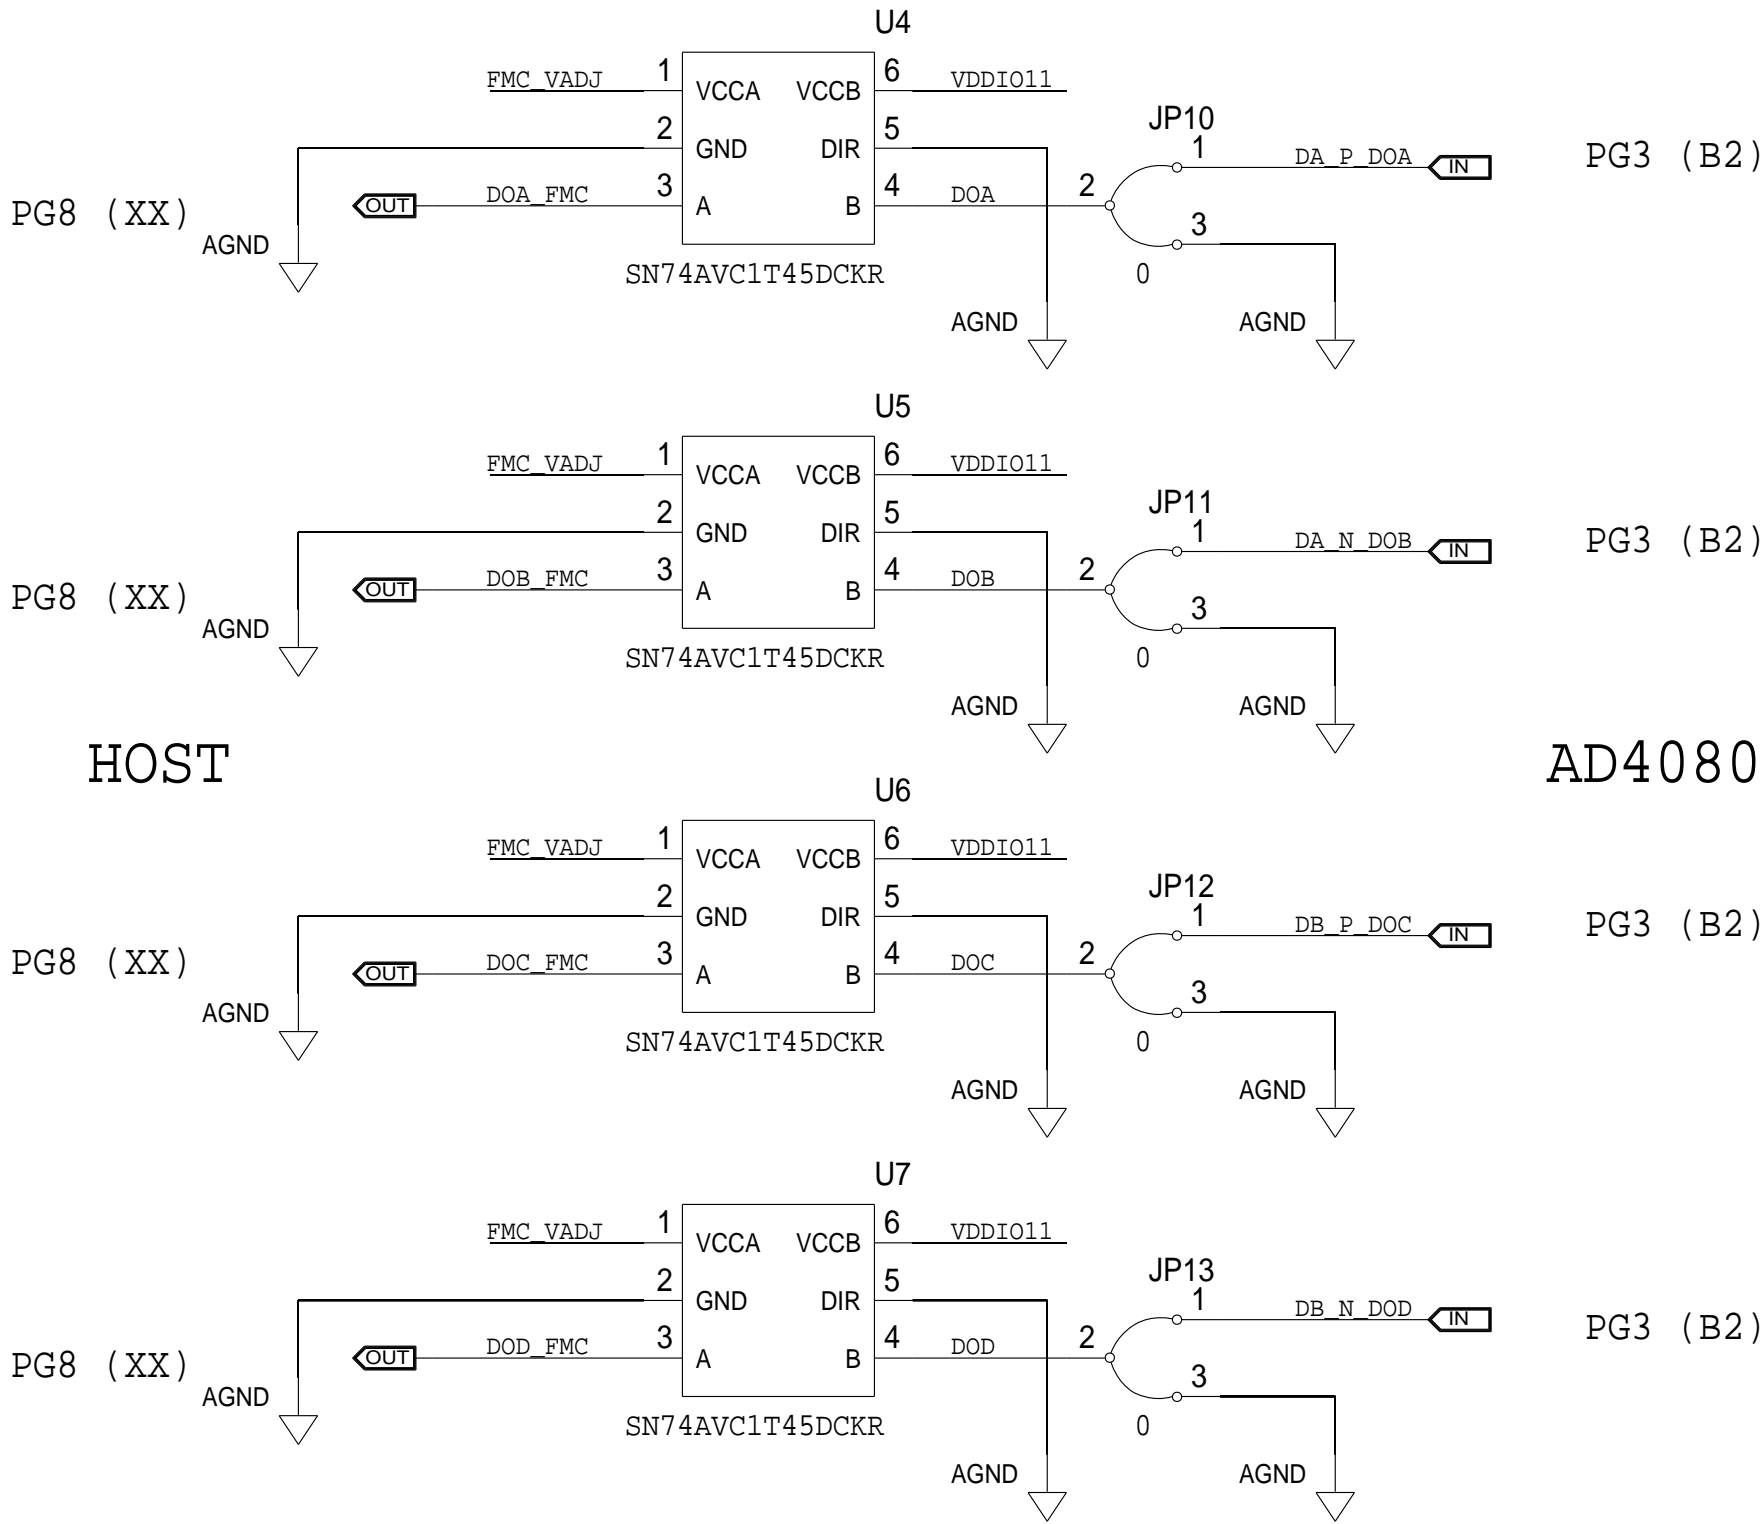 U4
FMC_VADJ 1 VCCA VCCB 6 VDDIO11
2 GND DIR 5
JP10
1 DA_P_DOA IN PG3 (B2)
PG8 (XX) OUT DOA_FMC 3 A B 4 DOA 2
3
AGND
SN74AVC1T45DCKR 0
AGND AGND
U5
FMC_VADJ 1 VCCA VCCB 6 VDDIO11
2 GND DIR 5
JP11
1 DA_N_DOB IN PG3 (B2)
PG8 (XX) OUT DOB_FMC 3 A B 4 DOB 2
3
AGND
SN74AVC1T45DCKR 0
AGND AGND
HOST AD4080
U6
FMC_VADJ 1 VCCA VCCB 6 VDDIO11
2 GND DIR 5
JP12
1 DB_P_DOC IN PG3 (B2)
PG8 (XX) OUT DOC_FMC 3 A B 4 DOC 2
3
AGND
SN74AVC1T45DCKR 0
AGND AGND
U7
FMC_VADJ 1 VCCA VCCB 6 VDDIO11
2 GND DIR 5
JP13
1 DB_N_DOD IN PG3 (B2)
PG8 (XX) OUT DOD_FMC 3 A B 4 DOD 2
3
AGND
SN74AVC1T45DCKR 0
AGND AGND